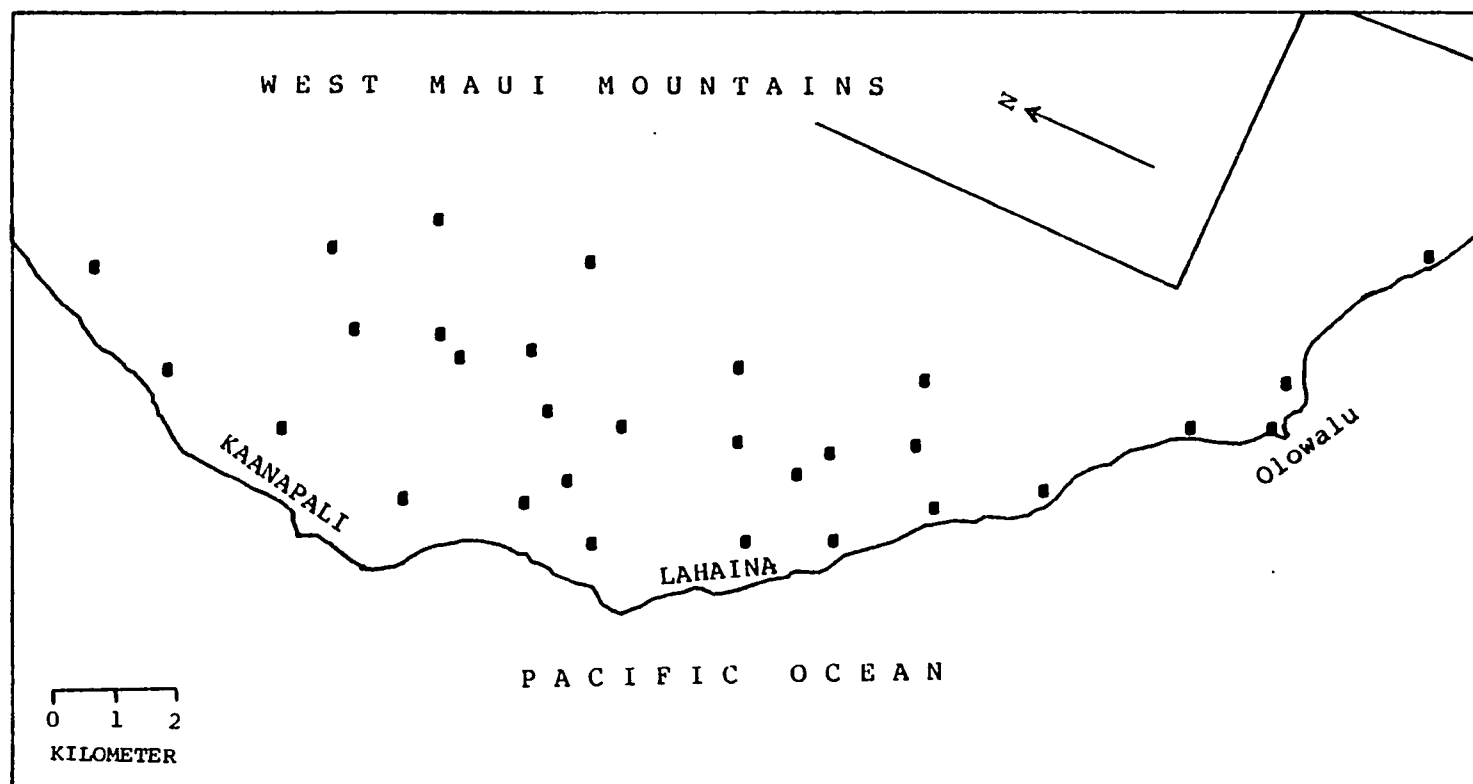 WEST MAUI MOUNTAINS
N
KAANAPALI
LAHAINA
Olowalu
PACIFIC OCEAN
0 1 2
KILOMETER